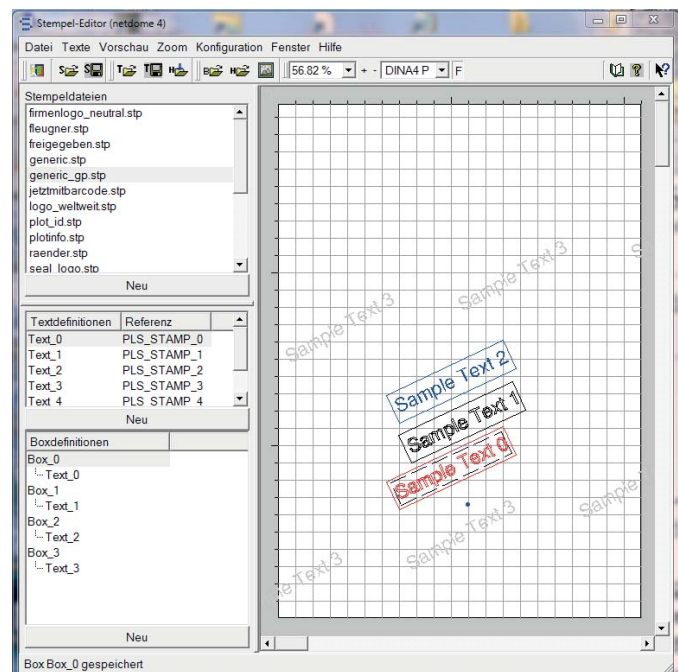 Stempel-Editor (netdome 4)
Datei Texte Vorschau Zoom Konfiguration Fenster Hilfe
S S T T H B H 56.82 % + - DINA4 P F
Stempeldateien
firmenlogo_neutral.stp
fleugner.stp
freigegeben.stp
generic.stp
generic_gp.stp
jetztmitbarcode.stp
logo_weltweit.stp
plot_id.stp
plotinfo.stp
raender.stp
seal_logo.stp
Neu
Textdefinitionen Referenz
Text_0 PLS_STAMP_0
Text_1 PLS_STAMP_1
Text_2 PLS_STAMP_2
Text_3 PLS_STAMP_3
Text_4 PLS_STAMP_4
Neu
Boxdefinitionen
Box_0
Text_0
Box_1
Text_1
Box_2
Text_2
Box_3
Text_3
Neu
Box Box_0 gespeichert
S
Sample Text 3
Sample Text 3
Sample Text 2
Sample Text 1
Sample Text 0
Sample
Sample Text 3
le Text 3